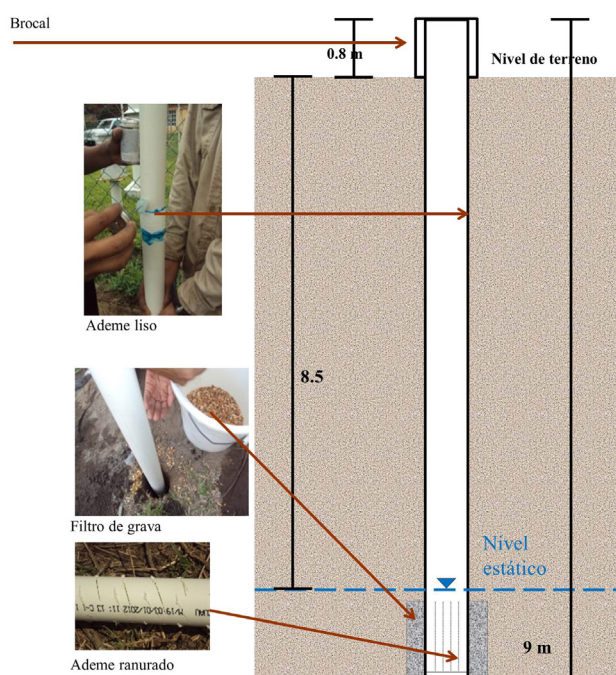 Brocal
0.8 m
Nivel de terreno
Ademe liso
8.5
Filtro de grava
Nivel
estático
Ademe ranurado
9 m